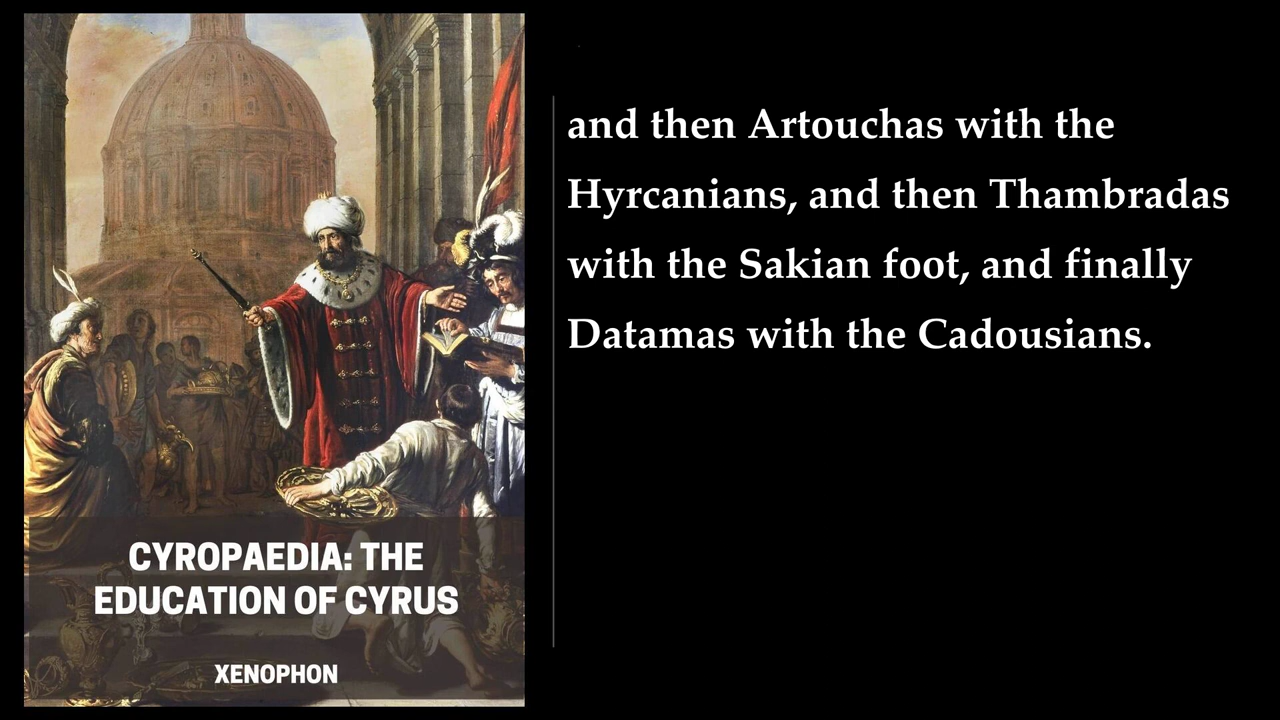 and then Artouchas with the
Hyrcanians, and then Thambradas
with the Sakian foot, and finally
Datamas with the Cadousians.
CYROPAEDIA: THE
EDUCATION OF CYRUS
XENOPHON